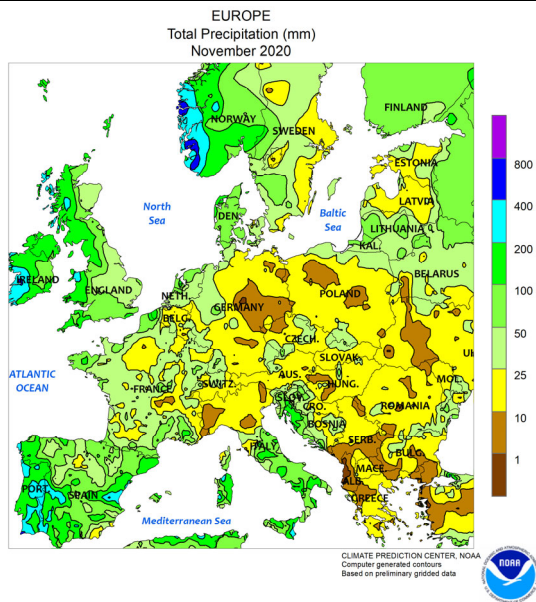 EUROPE
Total Precipitation (mm)
November 2020
FINLAND
NORWAY
SWEDEN
ESTONIA
LATVIA
North
Sea
DEN.
Baltic
Sea
LITHUANIA
KAL.
BELARUS
IRELAND
ENGLAND
NETH.
BELG.
GERMANY
POLAND
CZECH.
SLOVAK.
UI
ATLANTIC
OCEAN
FRANCE
SWITZ.
AUS.
HUNG.
MOL.
SLOV.
CRO.
ROMANIA
BOSNIA
ITALY
SERB.
BULG.
MACE.
ALB.
GREECE
PORT.
SPAIN
Mediterranean Sea
800
400
200
100
50
25
10
1
CLIMATE PREDICTION CENTER, NOAA
Computer generated contours
Based on preliminary gridded data
NOAA